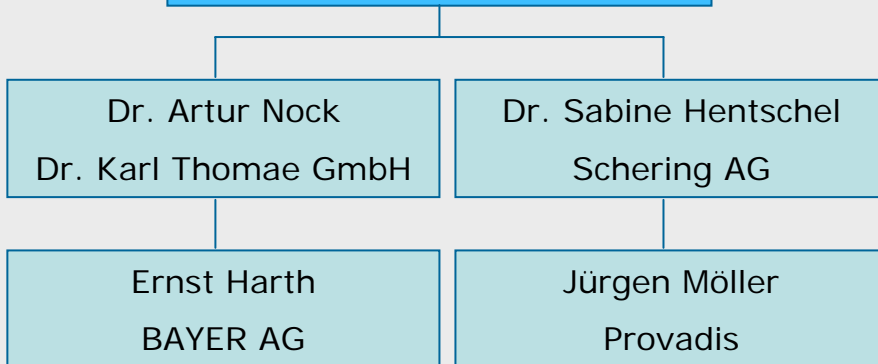 Dr. Artur Nock
Dr. Karl Thomae GmbH
Dr. Sabine Hentschel
Schering AG
Ernst Harth
BAYER AG
Jürgen Möller
Provadis